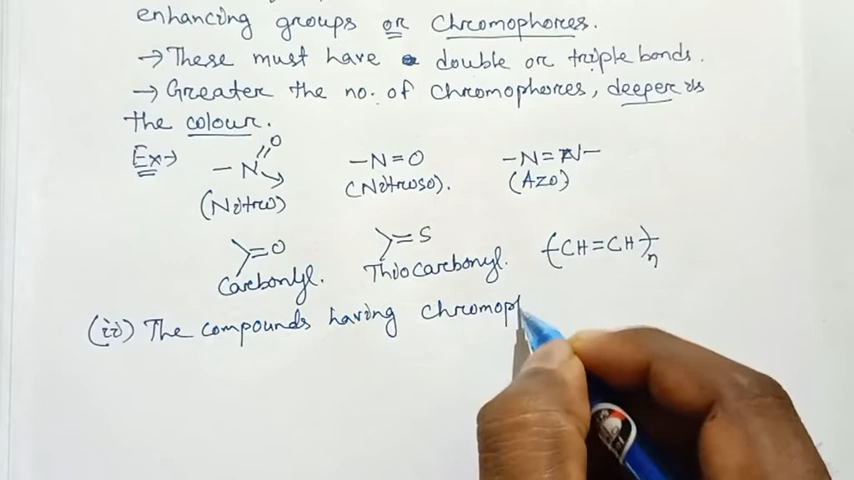 enhancing groups or Chromophores.
→ These must have double or triple bonds.
→ Greater the no. of chromophores, deeper is
the colour.
Ex→ -N=O -N=O -N=N-
(Nitro) (Nitroso). (Azo)
=O =S (CH=CH)n
Carbonyl. Thiocarbonyl.
(ii) The compounds having chromoph